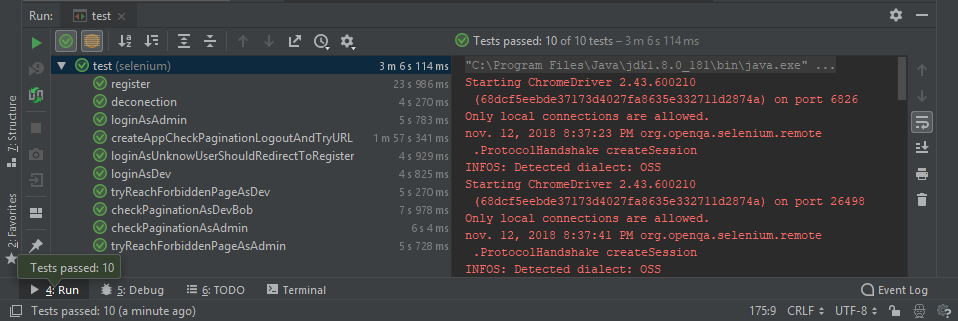 Run: test
Tests passed: 10 of 10 tests – 3 m 6 s 114 ms
test (selenium) 3 m 6 s 114 ms
register 23 s 986 ms
deconection 4 s 270 ms
loginAsAdmin 5 s 783 ms
createAppCheckPaginationLogoutAndTryURL 1 m 57 s 341 ms
loginAsUnknowUserShouldRedirectToRegister 4 s 929 ms
loginAsDev 4 s 825 ms
tryReachForbiddenPageAsDev 5 s 270 ms
checkPaginationAsDevBob 7 s 978 ms
checkPaginationAsAdmin 6 s 4 ms
tryReachForbiddenPageAsAdmin 5 s 728 ms
"C:\Program Files\Java\jdk1.8.0_181\bin\java.exe" ...
Starting ChromeDriver 2.43.600210
(68dcf5eebde37173d4027fa8635e332711d2874a) on port 6826
Only local connections are allowed.
nov. 12, 2018 8:37:23 PM org.openqa.selenium.remote
.ProtocolHandshake createSession
INFOS: Detected dialect: OSS
Starting ChromeDriver 2.43.600210
(68dcf5eebde37173d4027fa8635e332711d2874a) on port 26498
Only local connections are allowed.
nov. 12, 2018 8:37:41 PM org.openqa.selenium.remote
.ProtocolHandshake createSession
INFOS: Detected dialect: OSS
7: Structure
2: Favorites
Tests passed: 10
4: Run 5: Debug 6: TODO Terminal Event Log
Tests passed: 10 (a minute ago) 175:9 CRLF UTF-8